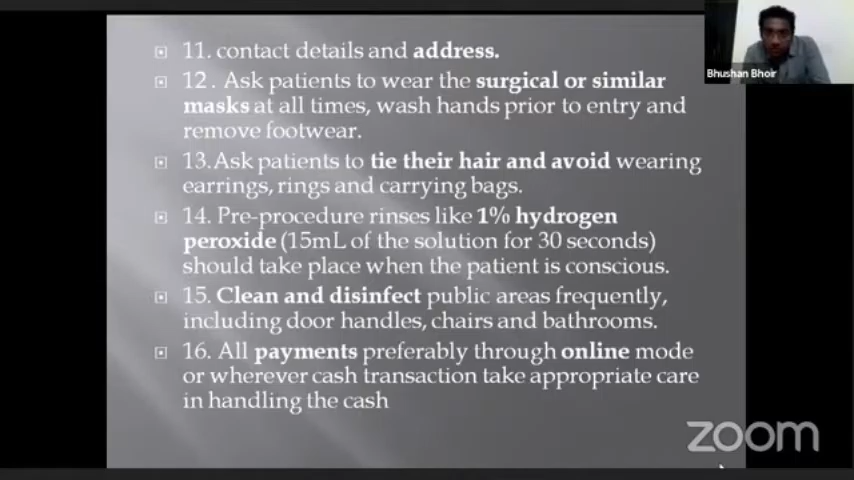 11. contact details and address.
12 . Ask patients to wear the surgical or similar
masks at all times, wash hands prior to entry and
remove footwear.
13.Ask patients to tie their hair and avoid wearing
earrings, rings and carrying bags.
14. Pre-procedure rinses like 1% hydrogen
peroxide (15mL of the solution for 30 seconds)
should take place when the patient is conscious.
15. Clean and disinfect public areas frequently,
including door handles, chairs and bathrooms.
16. All payments preferably through online mode
or wherever cash transaction take appropriate care
in handling the cash
Bhushan Bhoir
zoom